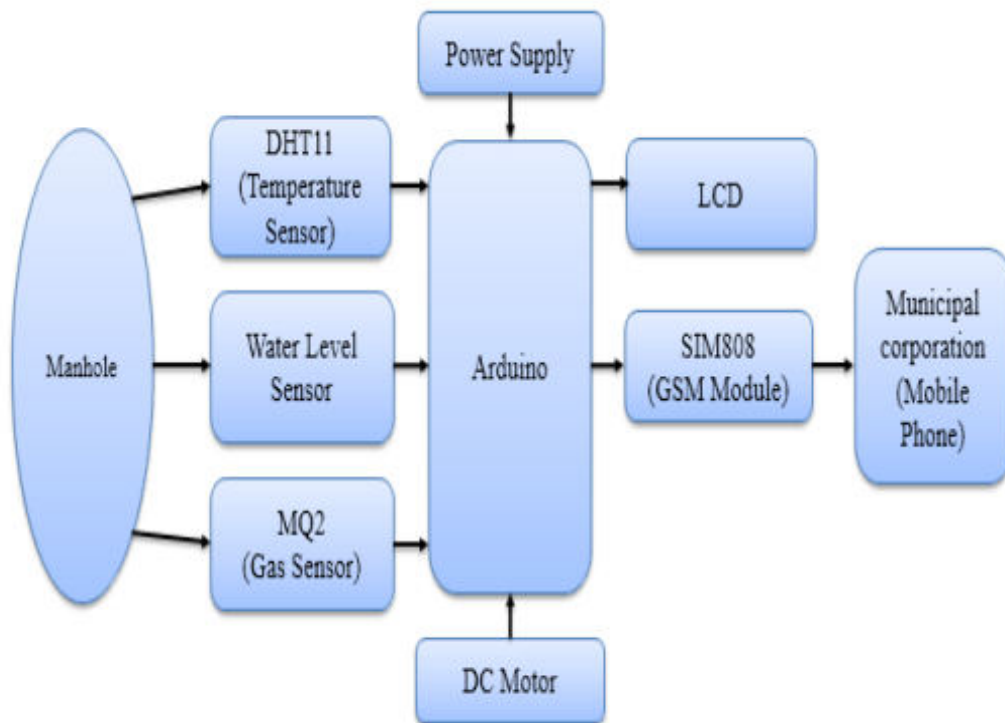 Power Supply
DHT11
(Temperature
Sensor)
LCD
Manhole
Water Level
Sensor
Arduino
SIM808
(GSM Module)
Municipal
corporation
(Mobile
Phone)
MQ2
(Gas Sensor)
DC Motor